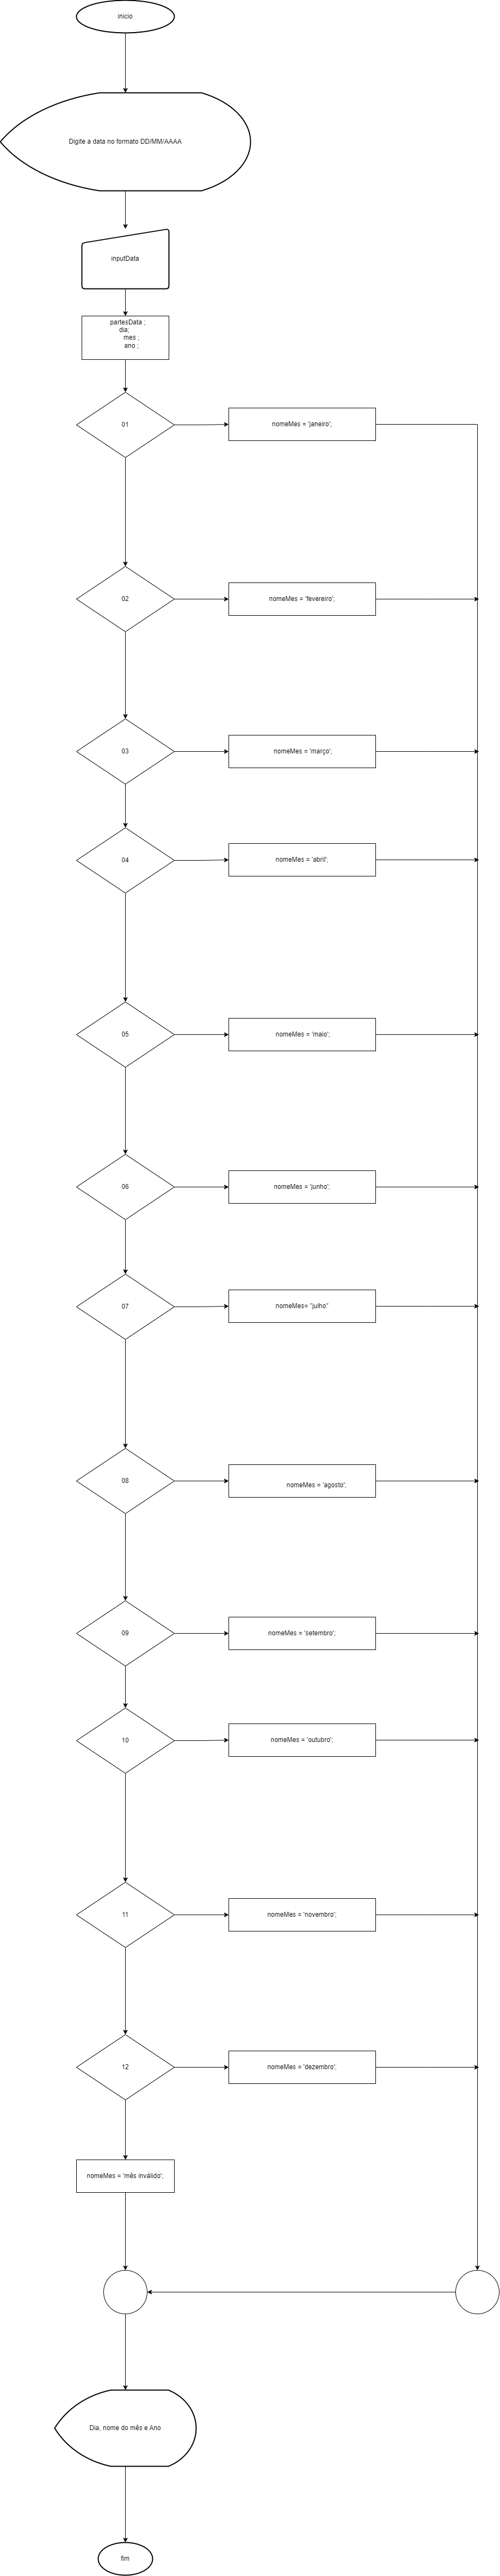 inicio
Digite a data no formato DD/MM/AAAA
inputData
partesData ;
dia;
mes ;
ano ;
01
nomeMes = 'janeiro';
02
nomeMes = 'fevereiro';
03
nomeMes = 'março';
04
nomeMes = 'abril';
05
nomeMes = 'maio';
06
nomeMes = 'junho';
07
nomeMes= "julho"
08
nomeMes = 'agosto';
09
nomeMes = 'setembro';
10
nomeMes = 'outubro';
11
nomeMes = 'novembro';
12
nomeMes = 'dezembro';
nomeMes = 'mês inválido';
Dia, nome do mês e Ano
fim